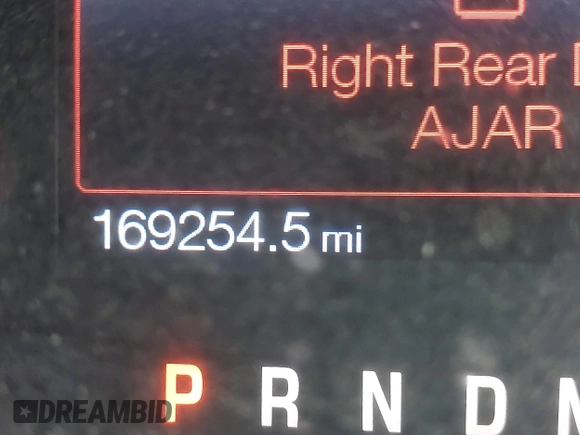 Right Rear
AJAR
169254.5 mi
P R N D
DREAMBID